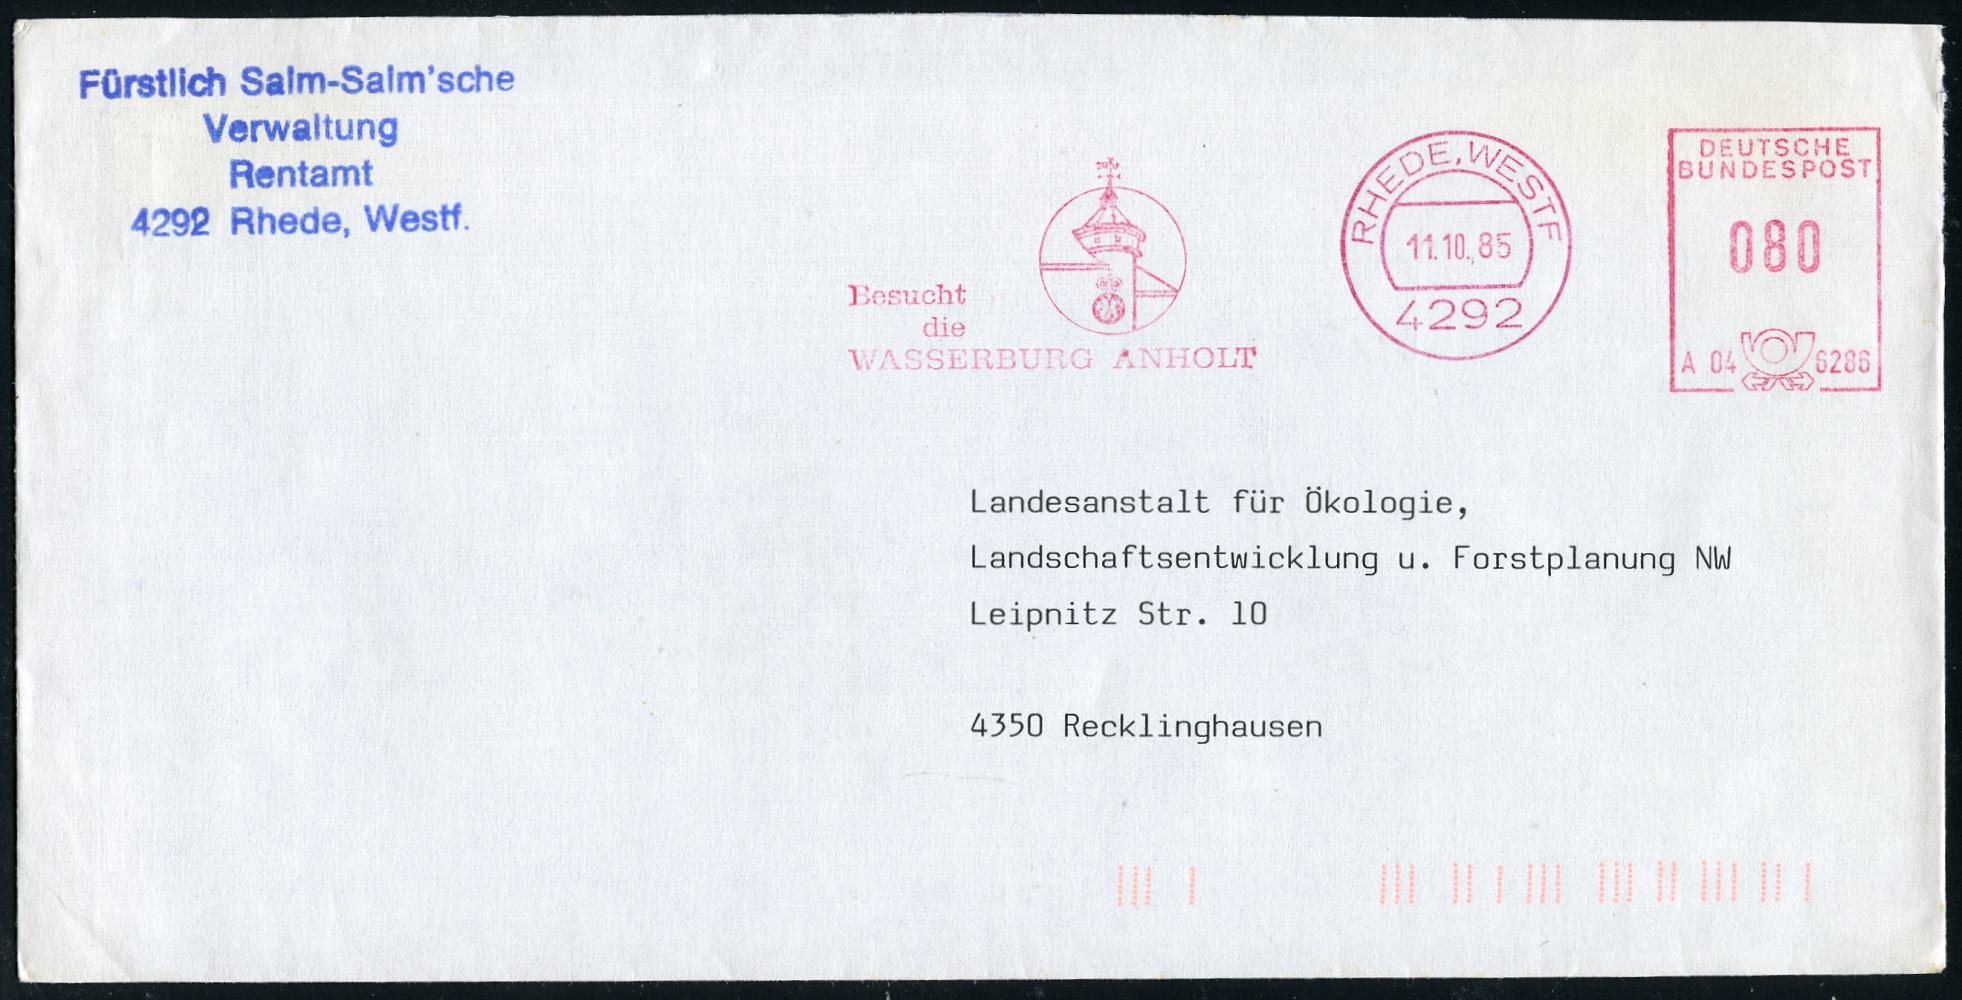 Fürstlich Salm-Salm'sche
Verwaltung
Rentamt
4292 Rhede, Westf.
Besucht
die
WASSERBURG ANHOLT
RHEDE, WESTF
11.10.85
4292
DEUTSCHE
BUNDESPOST
080
A 04 6286
Landesanstalt für Ökologie,
Landschaftsentwicklung u. Forstplanung NW
Leipnitz Str. 10
4350 Recklinghausen